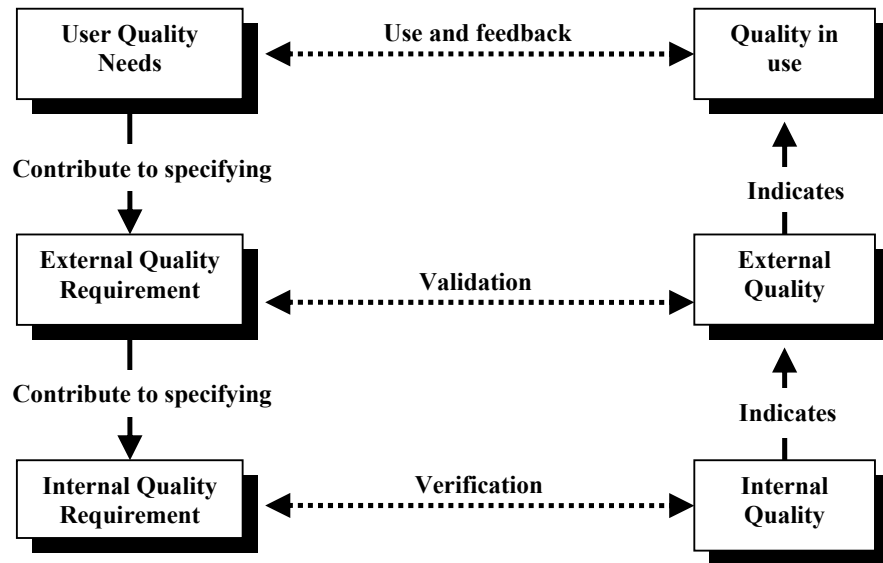 User Quality
Needs
Use and feedback
Quality in
use
Contribute to specifying
Indicates
External Quality
Requirement
Validation
External
Quality
Contribute to specifying
Indicates
Internal Quality
Requirement
Verification
Internal
Quality